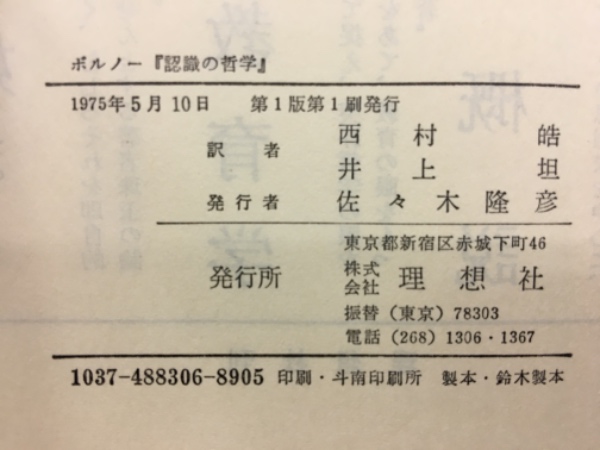 ボルノー『認識の哲学』
1975年5月10日 第1版第1刷発行
訳者 西村皓
井上坦
発行者 佐々木隆彦
東京都新宿区赤城下町46
発行所 株式会社 理想社
振替(東京)78303
電話(268)1306・1367
1037-488306-8905 印刷・斗南印刷所 製本・鈴木製本